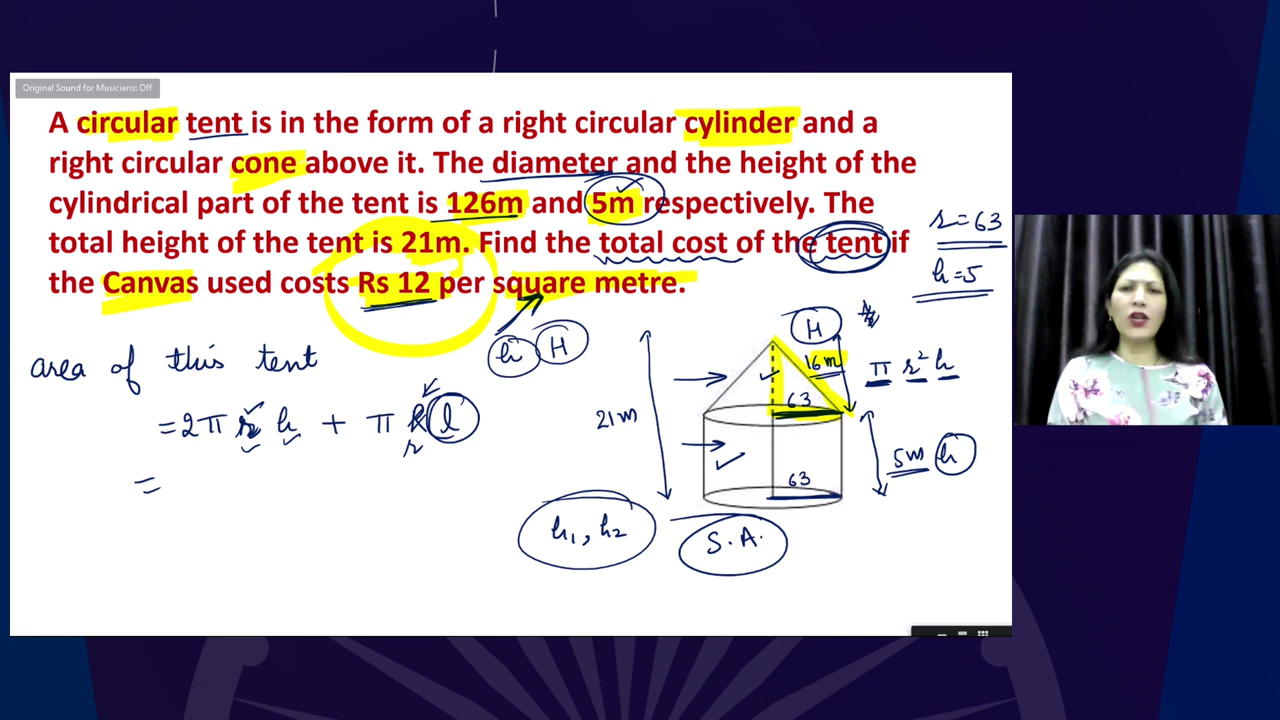 Original Sound for Musicians: Off
A circular tent is in the form of a right circular cylinder and a
right circular cone above it. The diameter and the height of the
cylindrical part of the tent is 126m and 5m respectively. The
total height of the tent is 21m. Find the total cost of the tent if
the Canvas used costs Rs 12 per square metre.
r=63
h=5
area of this tent
h H
H
16m
π r² h
= 2π r h + π r l
21m
63
5m h
63
=
h₁, h₂
S.A.